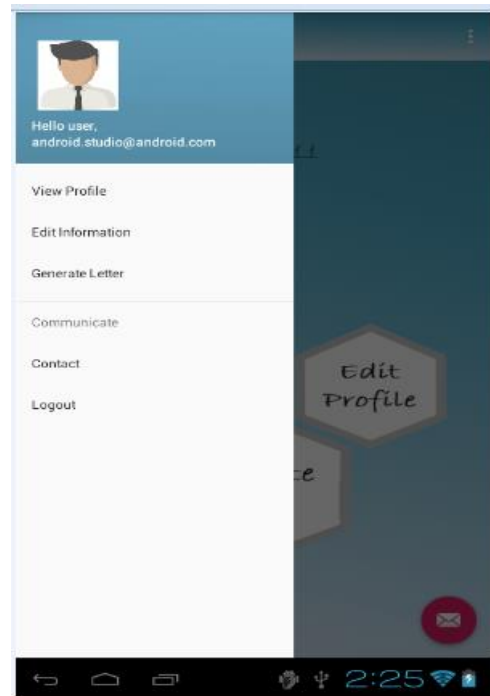 Hello user,
android.studio@android.com
View Profile
Edit Information
Generate Letter
Communicate
Contact
Logout
Edit
Profile
2:25